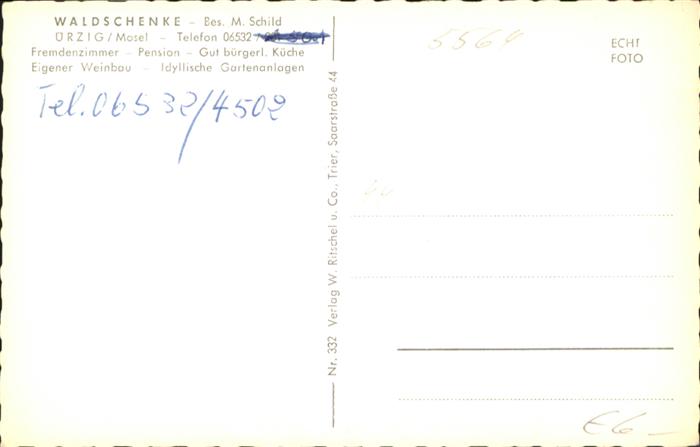 WALDSCHENKE – Bes. M. Schild
ÜRZIG / Mosel – Telefon 06532
Fremdenzimmer – Pension – Gut bürgerl. Küche
Eigener Weinbau – Idyllische Gartenanlagen
Tel. 06532/4502
Nr. 332 Verlag W. Ritschel u. Co., Trier, Saarstraße 44
5564
ECHT
FOTO
€6–